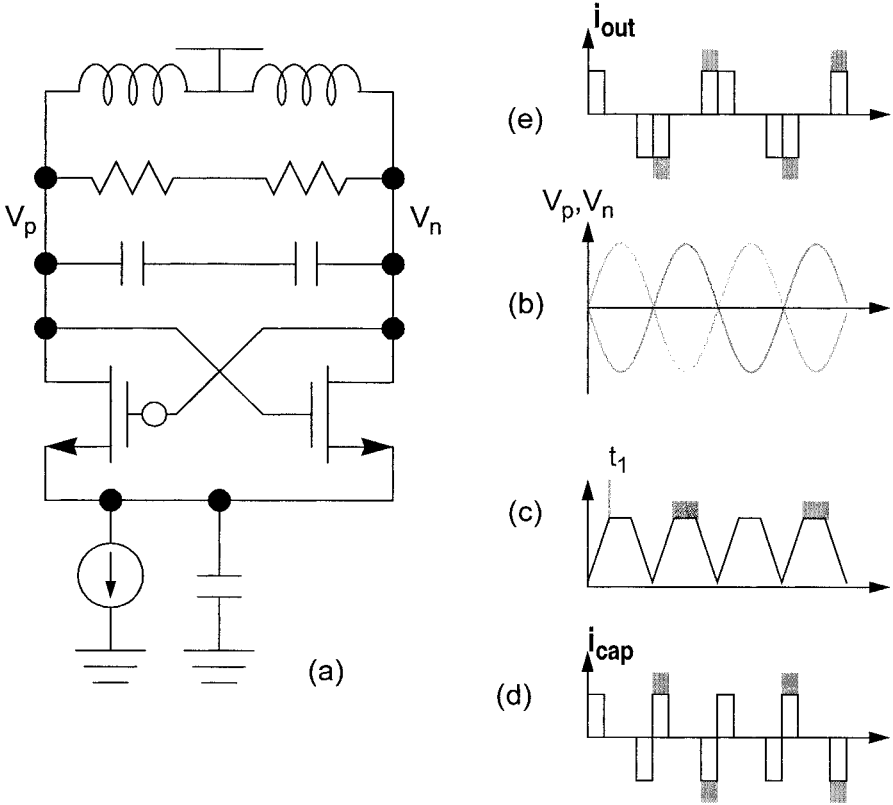 i_out
(e)
V_p, V_n
V_p
V_n
(b)
t_1
(c)
i_cap
(a)
(d)